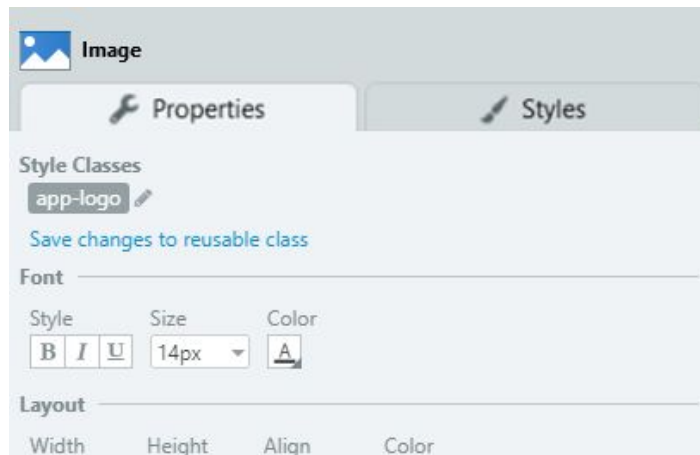 Image
Properties Styles
Style Classes
app-logo
Save changes to reusable class
Font
Style Size Color
B I U 14px A
Layout
Width Height Align Color